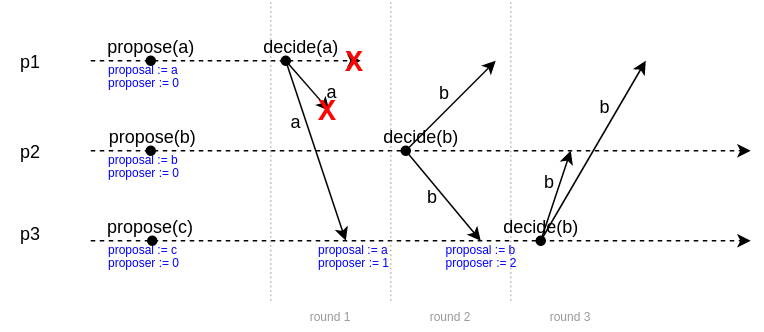 propose(a)
decide(a)
p1
X
proposal := a
proposer := 0
a
b
X
b
a
propose(b)
decide(b)
p2
proposal := b
proposer := 0
b
b
propose(c)
decide(b)
p3
proposal := c
proposer := 0
proposal := a
proposer := 1
proposal := b
proposer := 2
round 1
round 2
round 3